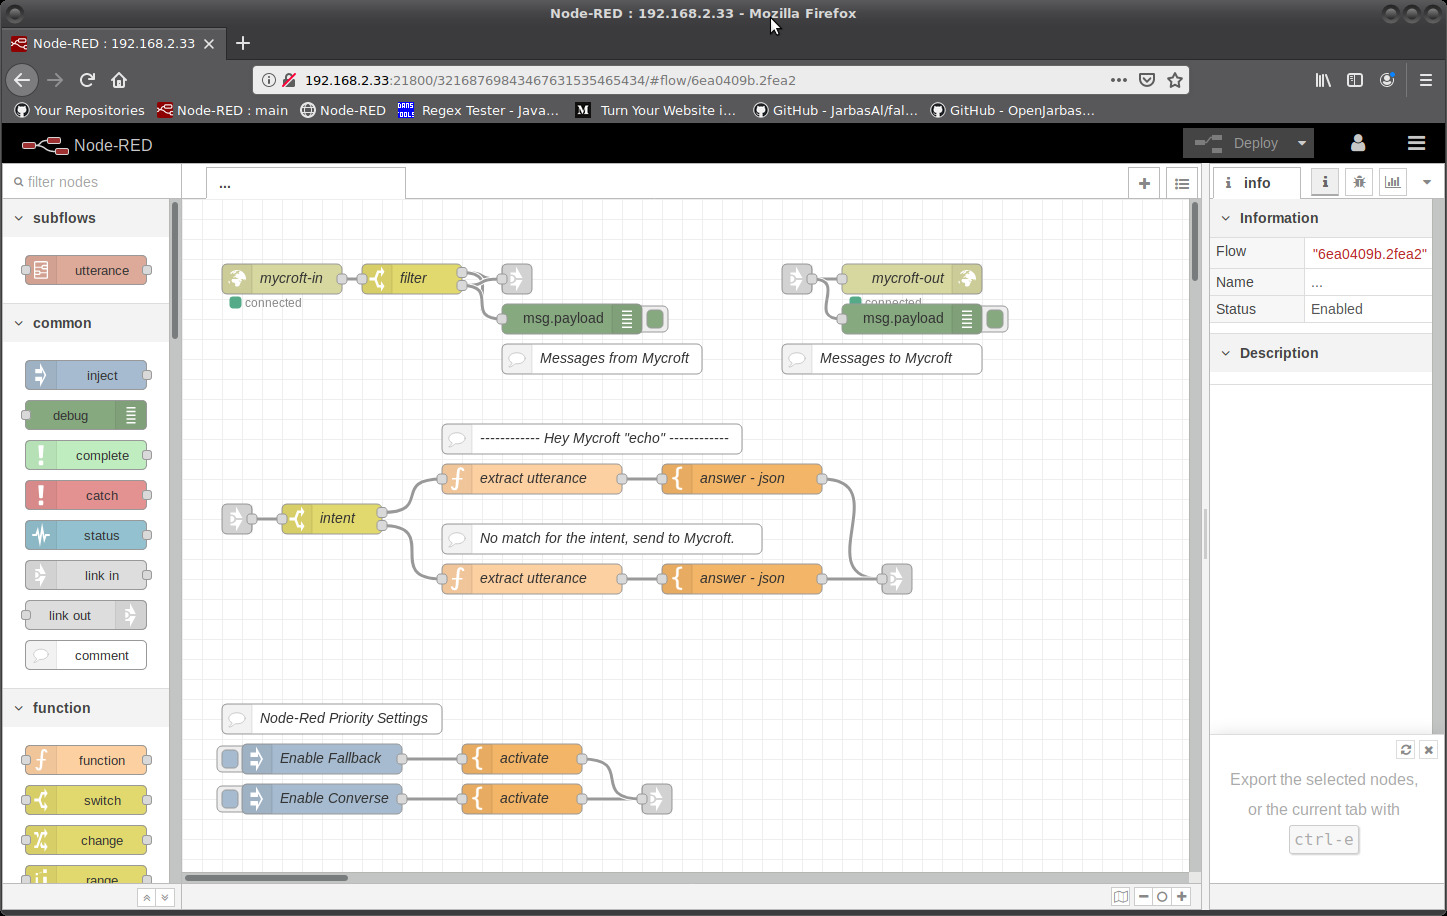 Node-RED : 192.168.2.33 - Mozilla Firefox
Node-RED : 192.168.2.33
192.168.2.33:21800/32168769843467631535465434/#flow/6ea0409b.2fea2
Your Repositories
Node-RED : main
Node-RED
DANS TOOLS
Regex Tester - Java…
M
Turn Your Website i…
GitHub - JarbasAl/fal…
GitHub - OpenJarbas…
Node-RED
Deploy
filter nodes
...
i info
i
subflows
utterance
common
inject
debug
complete
catch
status
link in
link out
comment
function
function
switch
change
range
mycroft-in
connected
filter
msg.payload
Messages from Mycroft
mycroft-out
connected
msg.payload
Messages to Mycroft
------------ Hey Mycroft "echo" ------------
extract utterance
answer - json
intent
No match for the intent, send to Mycroft.
extract utterance
answer - json
Node-Red Priority Settings
Enable Fallback
activate
Enable Converse
activate
Information
Flow "6ea0409b.2fea2"
Name ...
Status Enabled
Description
Export the selected nodes,
or the current tab with
ctrl-e